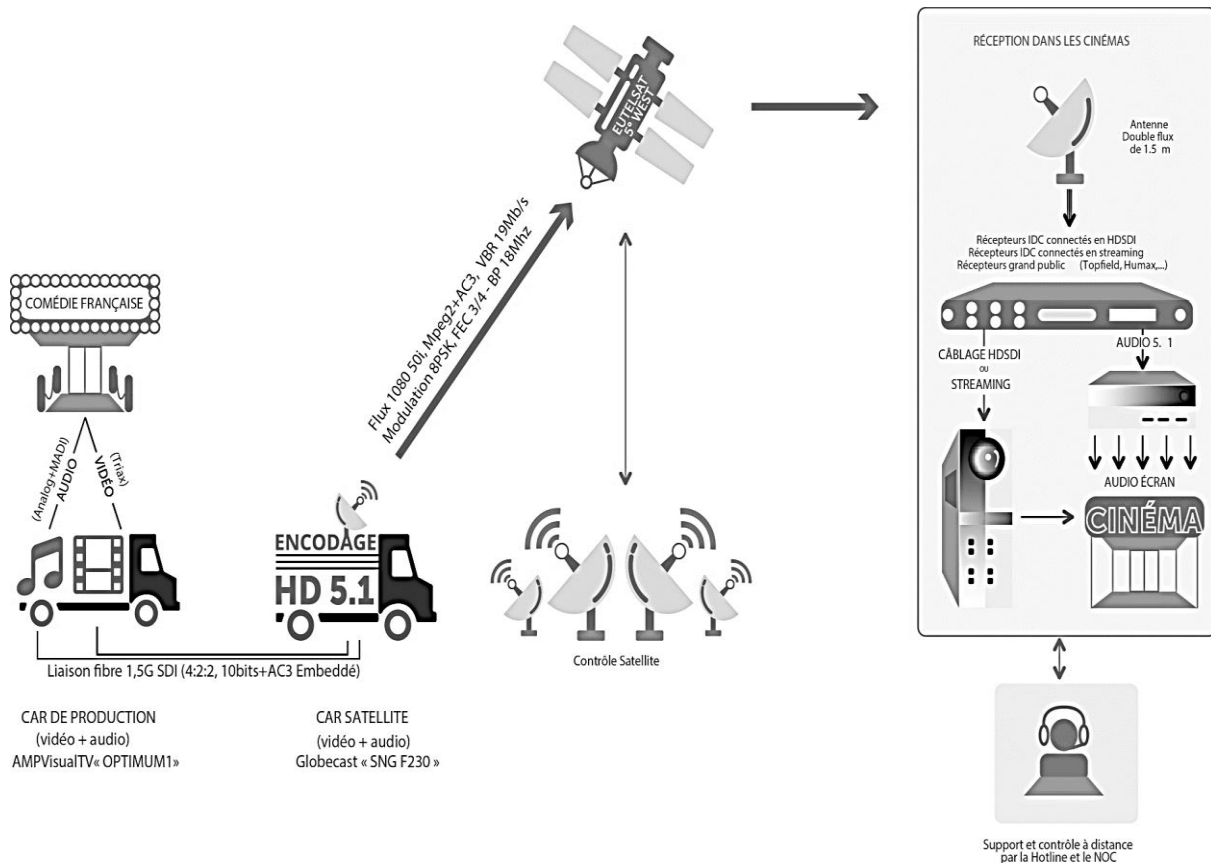 COMÉDIE FRANÇAISE
(Analog+MADI)
AUDIO
VIDÉO
(Triax)
ENCODAGE
HD 5.1
Liaison fibre 1,5G SDI (4:2:2, 10bits+AC3 Embeddé)
CAR DE PRODUCTION
(vidéo + audio)
AMPVisualTV« OPTIMUM1»
CAR SATELLITE
(vidéo + audio)
Globecast « SNG F230 »
Flux 1080 50i, Mpeg2+AC3, VBR 19Mb/s
Modulation 8PSK, FEC 3/4 - BP 18Mhz
EUTELSAT
5° WEST
Contrôle Satellite
RÉCEPTION DANS LES CINÉMAS
Antenne
Double flux
de 1.5 m
Récepteurs IDC connectés en HDSDI
Récepteurs IDC connectés en streaming
Récepteurs grand public (Topfield, Humax,...)
CÂBLAGE HDSDI
ou
STREAMING
AUDIO 5. 1
AUDIO ÉCRAN
CINÉMA
Support et contrôle à distance
par la Hotline et le NOC